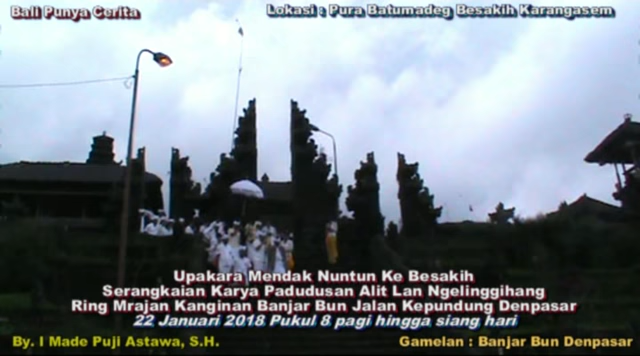 Bali Punya Cerita
Lokasi : Pura Batumadeg Besakih Karangasem
Upakara Mendak Nuntun Ke Besakih
Serangkaian Karya Padudusan Alit Lan Ngelinggihang
Ring Mrajan Kanginan Banjar Bun Jalan Kepundung Denpasar
22 Januari 2018 Pukul 8 pagi hingga siang hari
By. I Made Puji Astawa, S.H.
Gamelan : Banjar Bun Denpasar